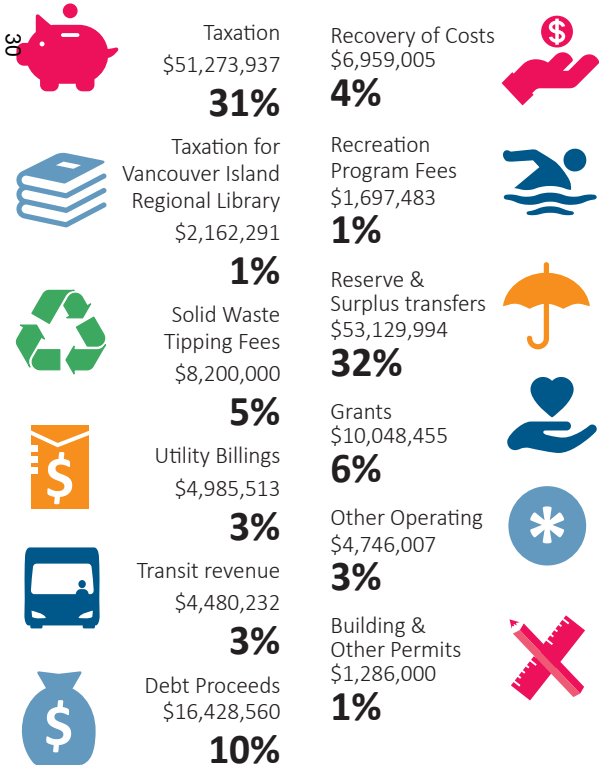 30
Taxation
$51,273,937
31%
Taxation for
Vancouver Island
Regional Library
$2,162,291
1%
Solid Waste
Tipping Fees
$8,200,000
5%
Utility Billings
$4,985,513
3%
Transit revenue
$4,480,232
3%
Debt Proceeds
$16,428,560
10%
Recovery of Costs
$6,959,005
4%
Recreation
Program Fees
$1,697,483
1%
Reserve &
Surplus transfers
$53,129,994
32%
Grants
$10,048,455
6%
Other Operating
$4,746,007
3%
Building &
Other Permits
$1,286,000
1%
$
$
$
*